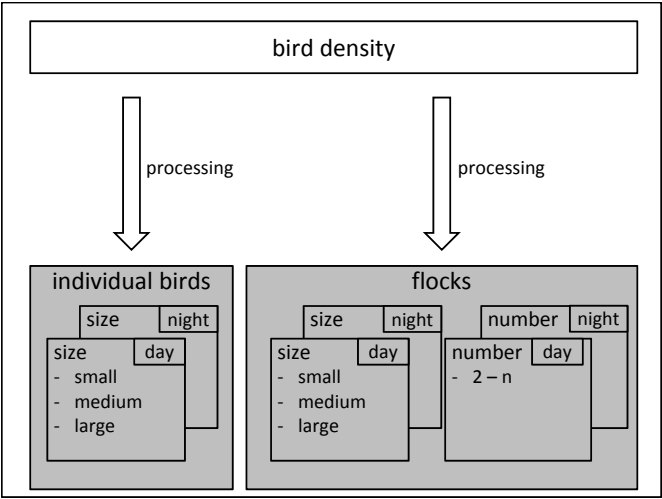 bird density
processing
processing
individual birds
size night
size day
- small
- medium
- large
flocks
size night
size day
- small
- medium
- large
number night
number day
- 2 – n